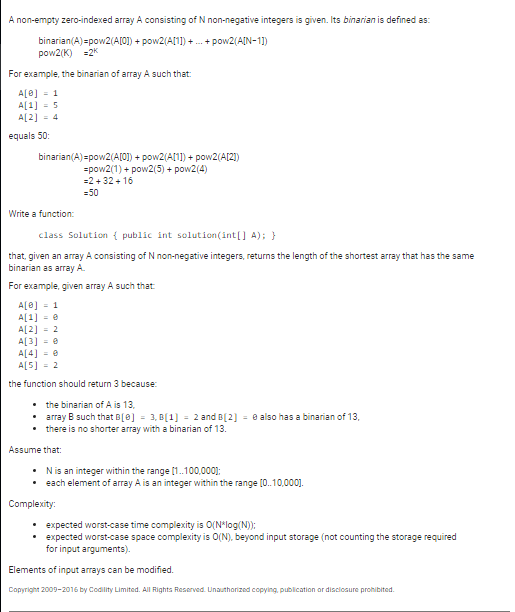 A non-empty zero-indexed array A consisting of N non-negative integers is given. Its binarian is defined as:
binarian(A)=pow2(A[0]) + pow2(A[1]) + ... + pow2(A[N-1])
pow2(K) =2ᴷ
For example, the binarian of array A such that:
A[0] = 1
A[1] = 5
A[2] = 4
equals 50:
binarian(A)=pow2(A[0]) + pow2(A[1]) + pow2(A[2])
=pow2(1) + pow2(5) + pow2(4)
=2 + 32 + 16
=50
Write a function:
class Solution { public int solution(int[] A); }
that, given an array A consisting of N non-negative integers, returns the length of the shortest array that has the same
binarian as array A.
For example, given array A such that:
A[0] = 1
A[1] = 0
A[2] = 2
A[3] = 0
A[4] = 0
A[5] = 2
the function should return 3 because:
• the binarian of A is 13,
• array B such that B[0] = 3, B[1] = 2 and B[2] = 0 also has a binarian of 13,
• there is no shorter array with a binarian of 13.
Assume that:
• N is an integer within the range [1..100,000];
• each element of array A is an integer within the range [0..10,000].
Complexity:
• expected worst-case time complexity is O(N*log(N));
• expected worst-case space complexity is O(N), beyond input storage (not counting the storage required
for input arguments).
Elements of input arrays can be modified.
Copyright 2009–2016 by Codility Limited. All Rights Reserved. Unauthorized copying, publication or disclosure prohibited.